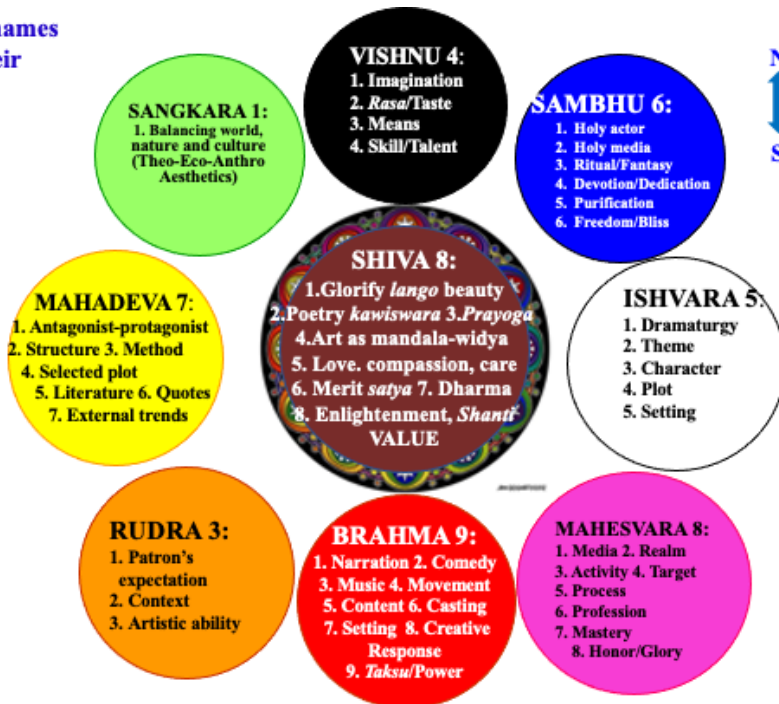 names
eir
VISHNU 4:
1. Imagination
2. Rasa/Taste
3. Means
4. Skill/Talent
SANGKARA 1:
1. Balancing world,
nature and culture
(Theo-Eco-Anthro
Aesthetics)
SAMBHU 6:
1. Holy actor
2. Holy media
3. Ritual/Fantasy
4. Devotion/Dedication
5. Purification
6. Freedom/Bliss
N
S
MAHADEVA 7:
1. Antagonist-protagonist
2. Structure 3. Method
4. Selected plot
5. Literature 6. Quotes
7. External trends
SHIVA 8:
1.Glorify lango beauty
2.Poetry kawiswara 3.Prayoga
4.Art as mandala-widya
5. Love. compassion, care
6. Merit satya 7. Dharma
8. Enlightenment, Shanti
VALUE
ISHVARA 5:
1. Dramaturgy
2. Theme
3. Character
4. Plot
5. Setting
RUDRA 3:
1. Patron's
expectation
2. Context
3. Artistic ability
BRAHMA 9:
1. Narration 2. Comedy
3. Music 4. Movement
5. Content 6. Casting
7. Setting 8. Creative
Response
9. Taksu/Power
MAHESVARA 8:
1. Media 2. Realm
3. Activity 4. Target
5. Process
6. Profession
7. Mastery
8. Honor/Glory